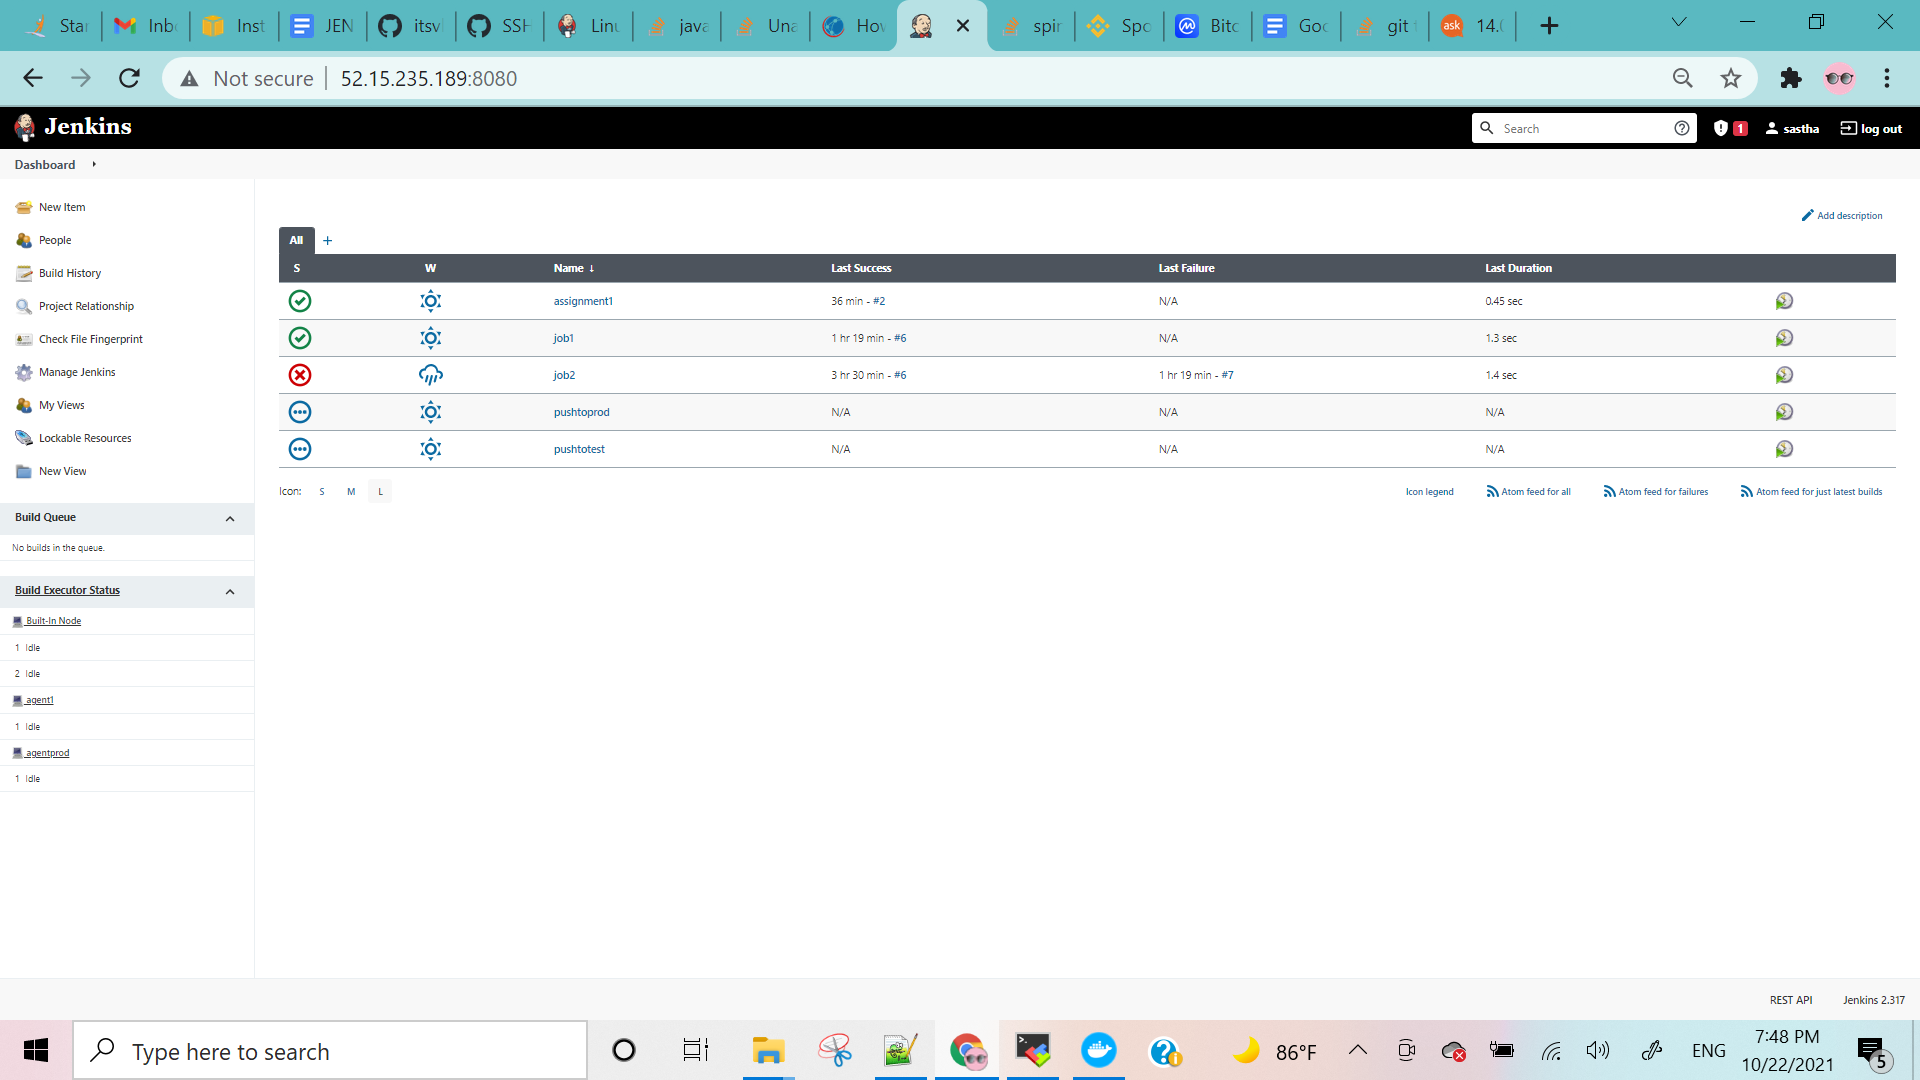 Star
Inbo
Inst
JEN
itsv
SSH
Linu
java
Una
How
spir
Spo
Bitc
Goo
git
ask 14.
Not secure 52.15.235.189:8080
Jenkins
Search
1 sastha log out
Dashboard
New Item
People
Build History
Project Relationship
Check File Fingerprint
Manage Jenkins
My Views
Lockable Resources
New View
Build Queue
No builds in the queue.
Build Executor Status
Built-In Node
1 Idle
2 Idle
agent1
1 Idle
agentprod
1 Idle
Add description
All +
S W Name ↓ Last Success Last Failure Last Duration
assignment1 36 min - #2 N/A 0.45 sec
job1 1 hr 19 min - #6 N/A 1.3 sec
job2 3 hr 30 min - #6 1 hr 19 min - #7 1.4 sec
pushtoprod N/A N/A N/A
pushtotest N/A N/A N/A
Icon: S M L
Icon legend Atom feed for all Atom feed for failures Atom feed for just latest builds
REST API Jenkins 2.317
Type here to search
86°F
ENG
7:48 PM
10/22/2021
5